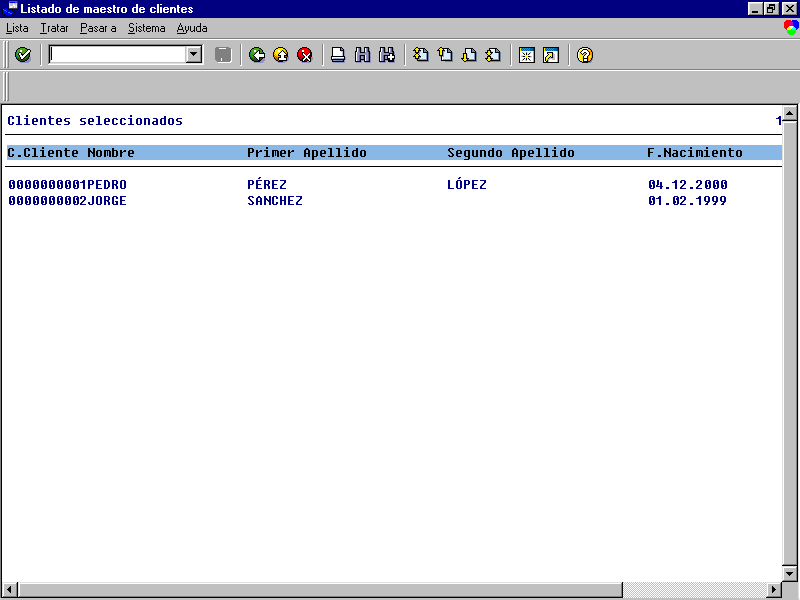 Listado de maestro de clientes
Lista Tratar Pasar a Sistema Ayuda
Clientes seleccionados 1
C.Cliente Nombre Primer Apellido Segundo Apellido F.Nacimiento
0000000001PEDRO PÉREZ LÓPEZ 04.12.2000
0000000002JORGE SANCHEZ 01.02.1999